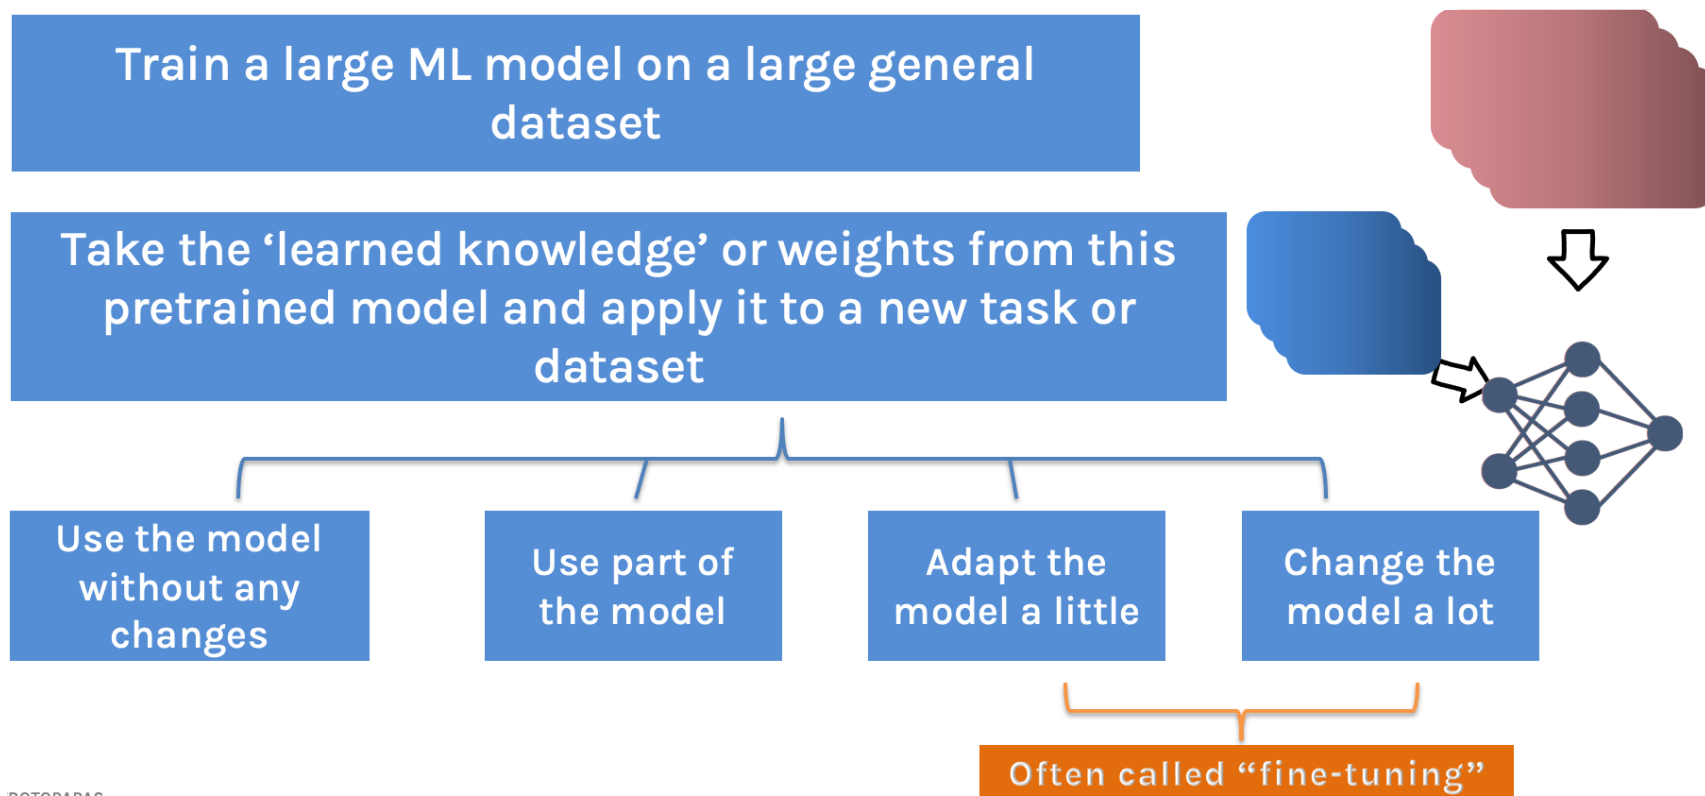 Train a large ML model on a large general
dataset
Take the ‘learned knowledge’ or weights from this
pretrained model and apply it to a new task or
dataset
Use the model
without any
changes
Use part of
the model
Adapt the
model a little
Change the
model a lot
Often called “fine-tuning”